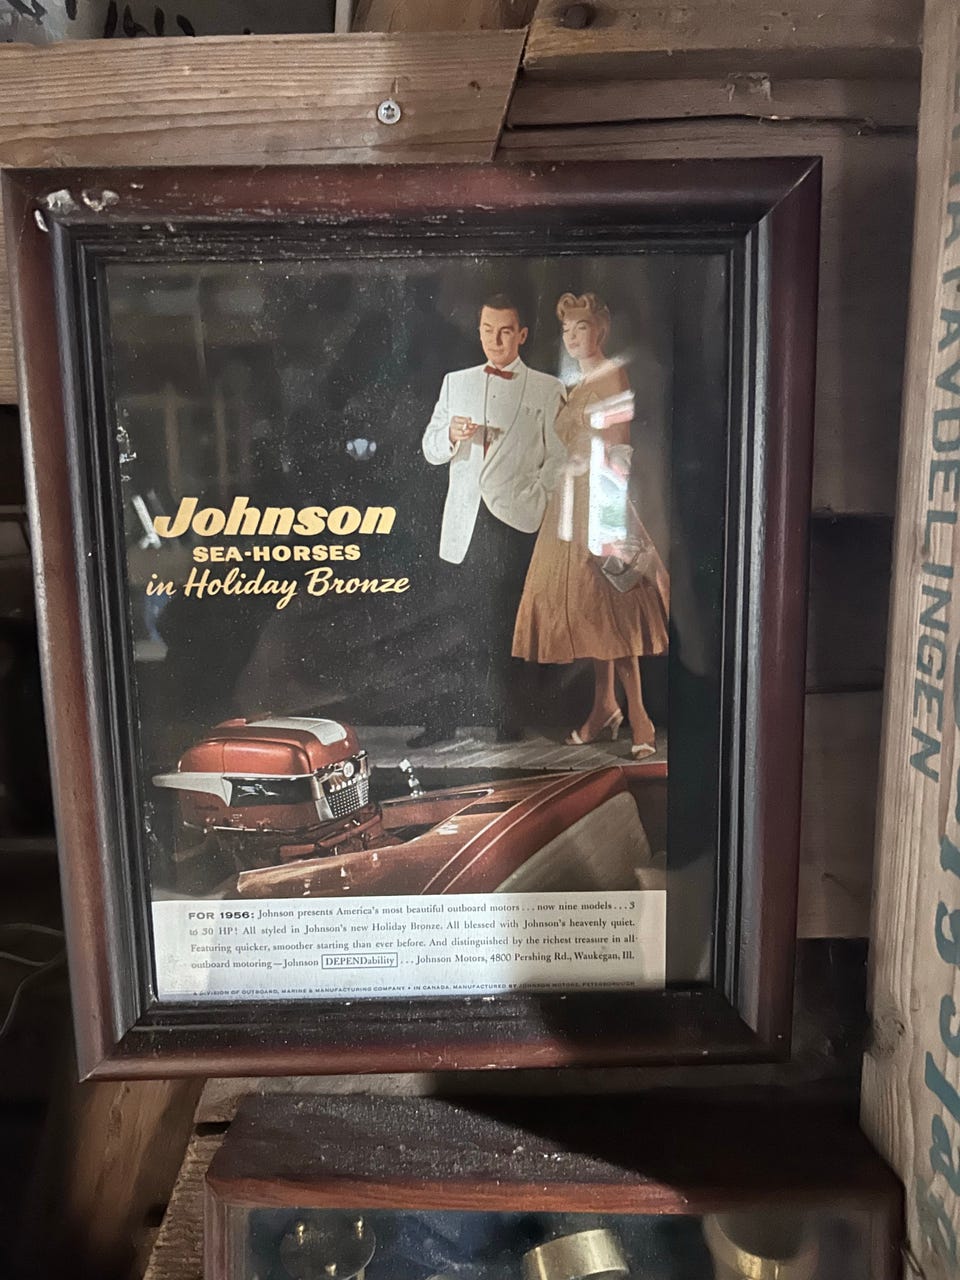 Johnson
SEA-HORSES
in Holiday Bronze
JOHNSON
FOR 1956: Johnson presents America's most beautiful outboard motors . . . now nine models . . . 3
to 30 HP! All styled in Johnson's new Holiday Bronze. All blessed with Johnson's heavenly quiet.
Featuring quicker, smoother starting than ever before. And distinguished by the richest treasure in all
outboard motoring—Johnson DEPENDability . . . Johnson Motors, 4800 Pershing Rd., Waukegan, Ill.
A DIVISION OF OUTBOARD, MARINE & MANUFACTURING COMPANY • IN CANADA, MANUFACTURED BY JOHNSON MOTORS, PETERBOROUGH
AVDELINGEN